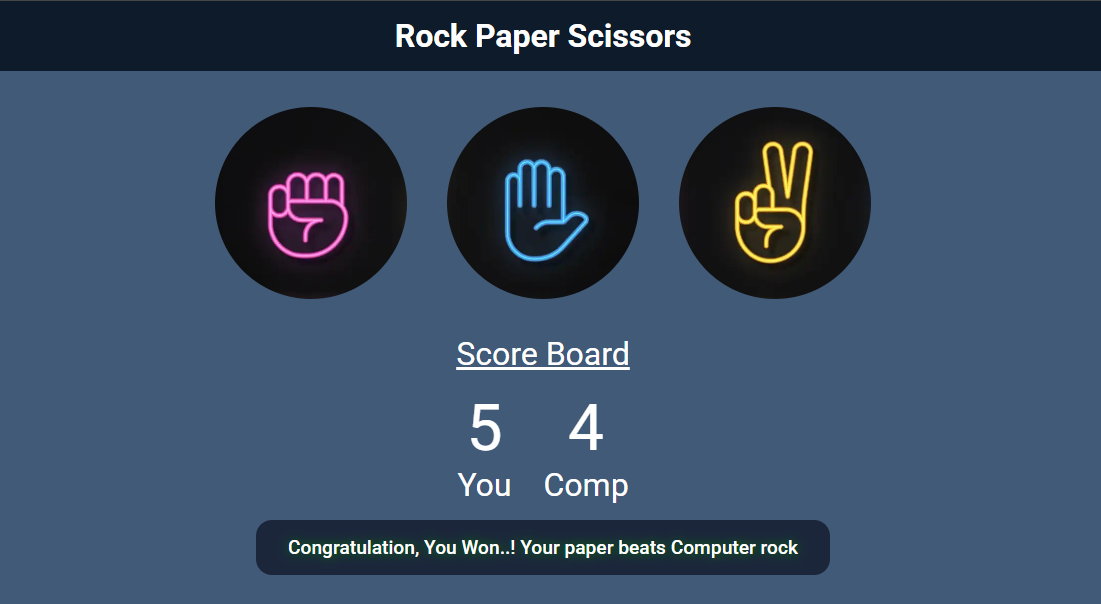 Rock Paper Scissors
Score Board
5 4
You Comp
Congratulation, You Won..! Your paper beats Computer rock